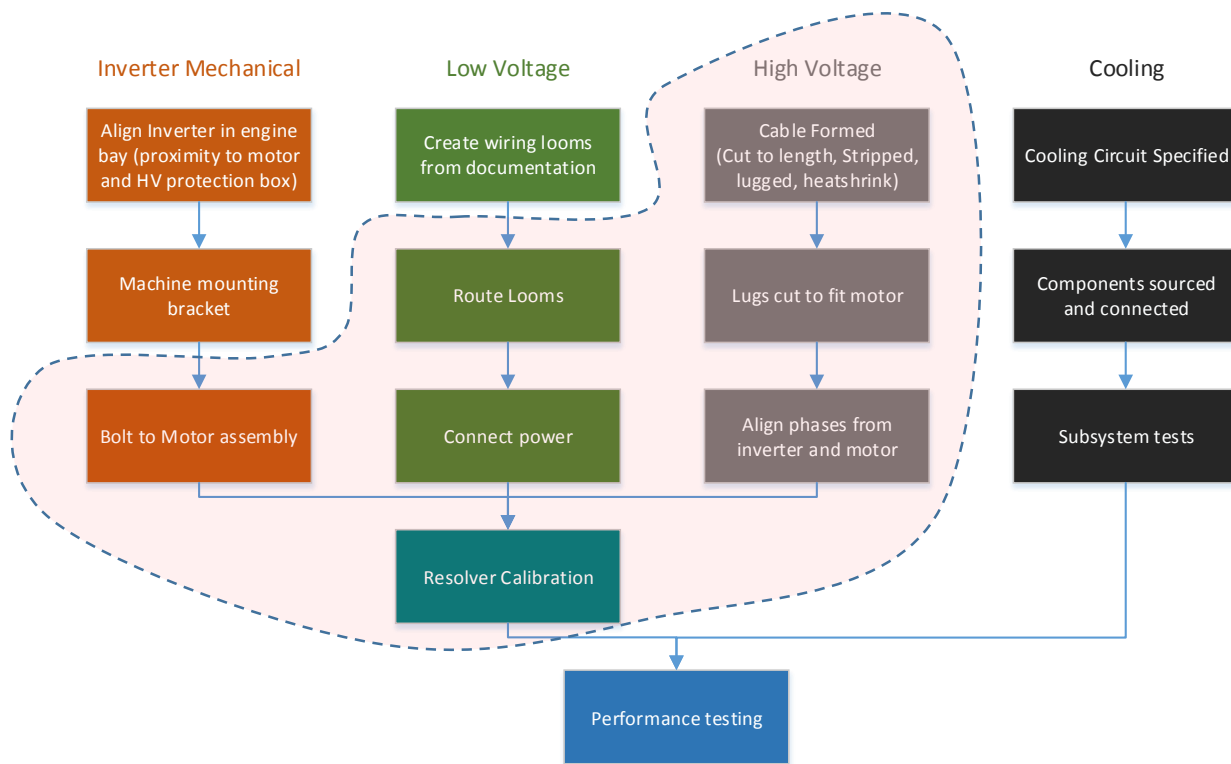 Inverter Mechanical
Low Voltage
High Voltage
Cooling
Align Inverter in engine
bay (proximity to motor
and HV protection box)
Create wiring looms
from documentation
Cable Formed
(Cut to length, Stripped,
lugged, heatshrink)
Cooling Circuit Specified
Machine mounting
bracket
Route Looms
Lugs cut to fit motor
Components sourced
and connected
Bolt to Motor assembly
Connect power
Align phases from
inverter and motor
Subsystem tests
Resolver Calibration
Performance testing